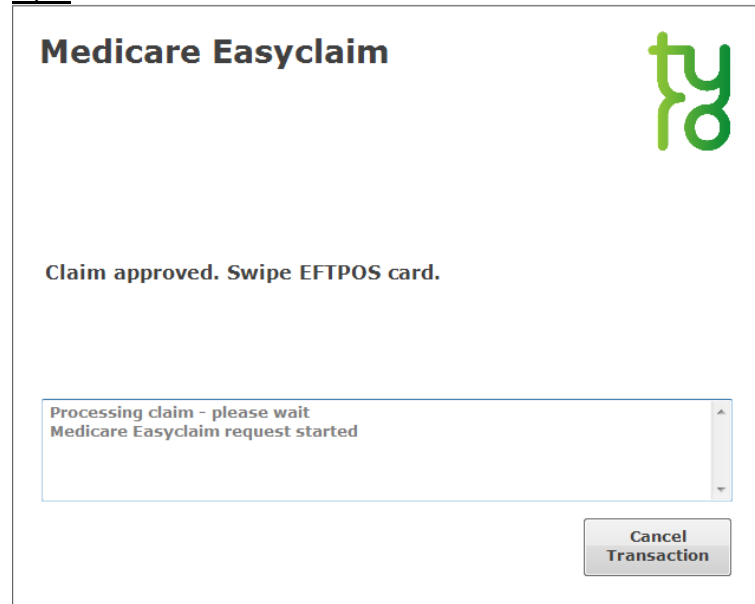 Medicare Easyclaim
tyro
Claim approved. Swipe EFTPOS card.
Processing claim - please wait
Medicare Easyclaim request started
Cancel
Transaction